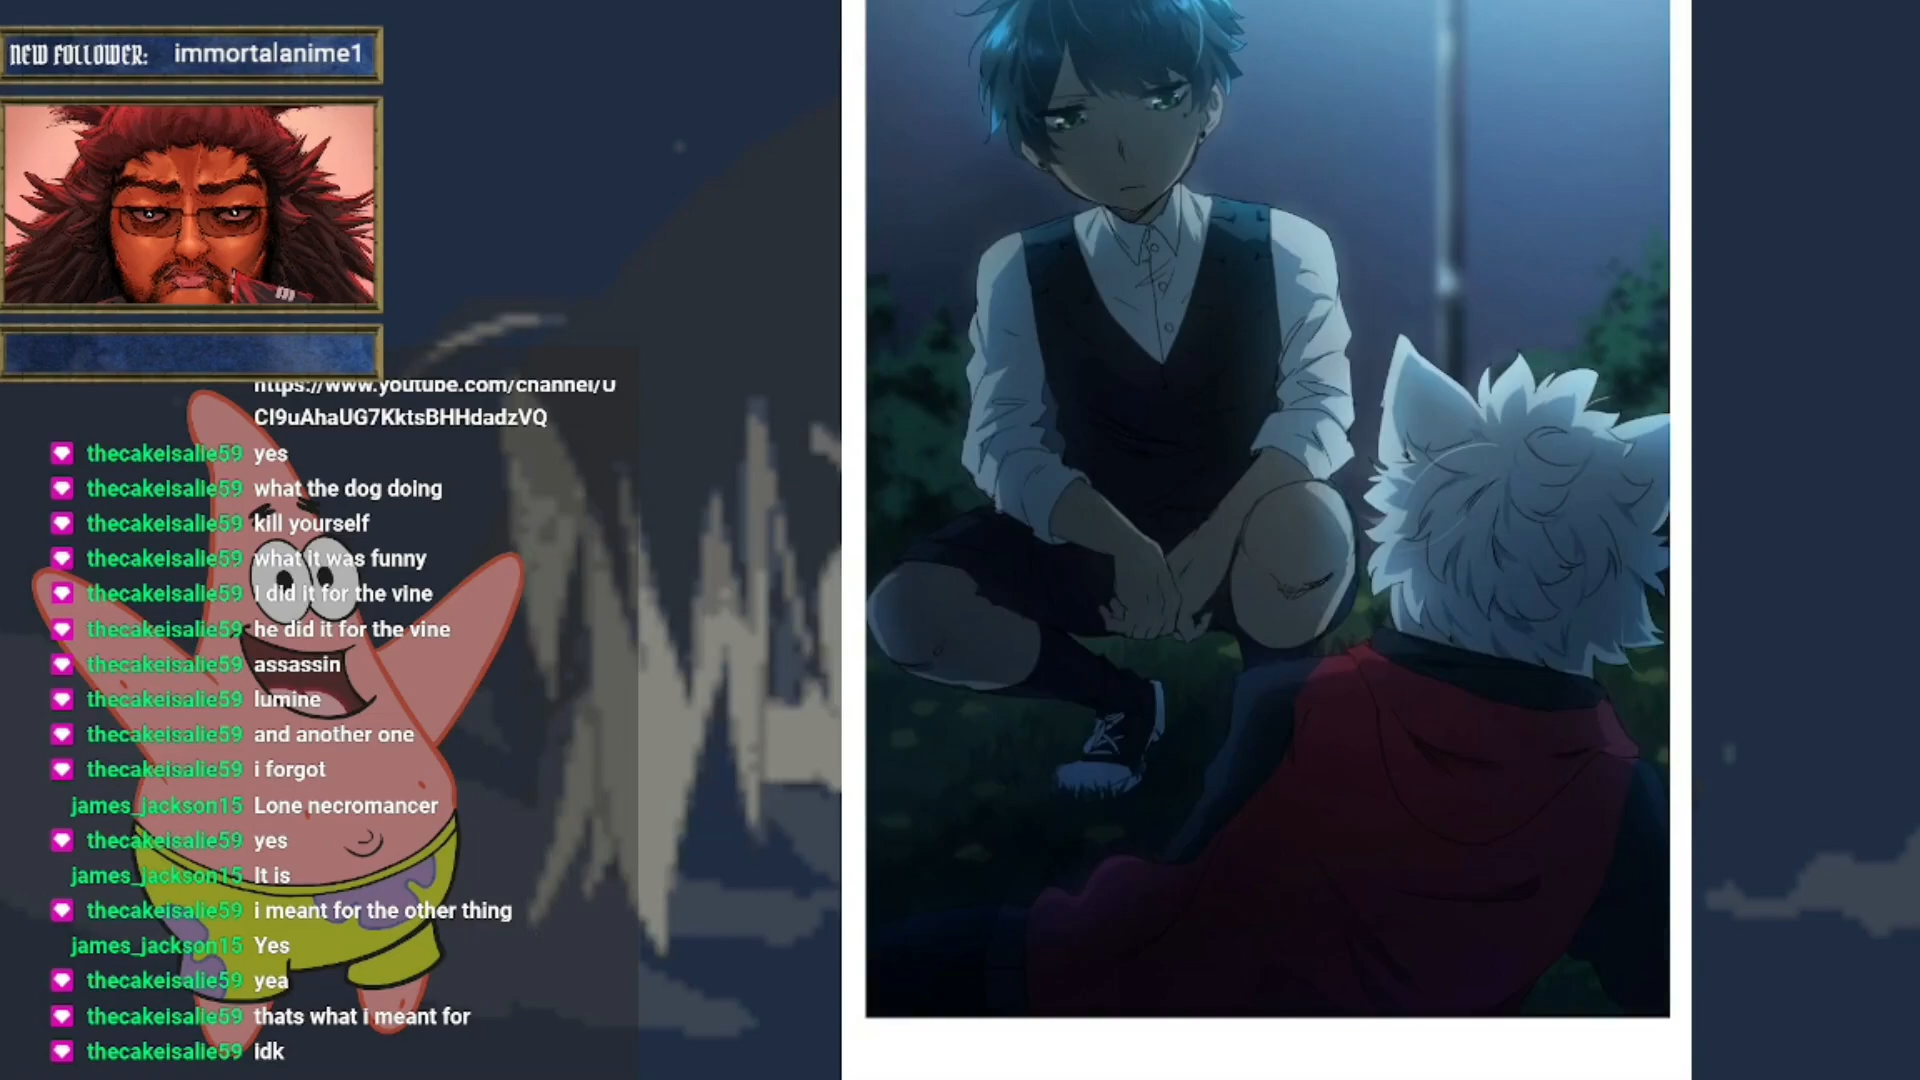 NEW FOLLOWER: immortalanime1
https://www.youtube.com/channel/U
CI9uAhaUG7KktsBHHdadzVQ
thecakeisalie59 yes
thecakeisalie59 what the dog doing
thecakeisalie59 kill yourself
thecakeisalie59 what it was funny
thecakeisalie59 I did it for the vine
thecakeisalie59 he did it for the vine
thecakeisalie59 assassin
thecakeisalie59 lumine
thecakeisalie59 and another one
thecakeisalie59 i forgot
james_jackson15 Lone necromancer
thecakeisalie59 yes
james_jackson15 It is
thecakeisalie59 i meant for the other thing
james_jackson15 Yes
thecakeisalie59 yea
thecakeisalie59 thats what i meant for
thecakeisalie59 idk